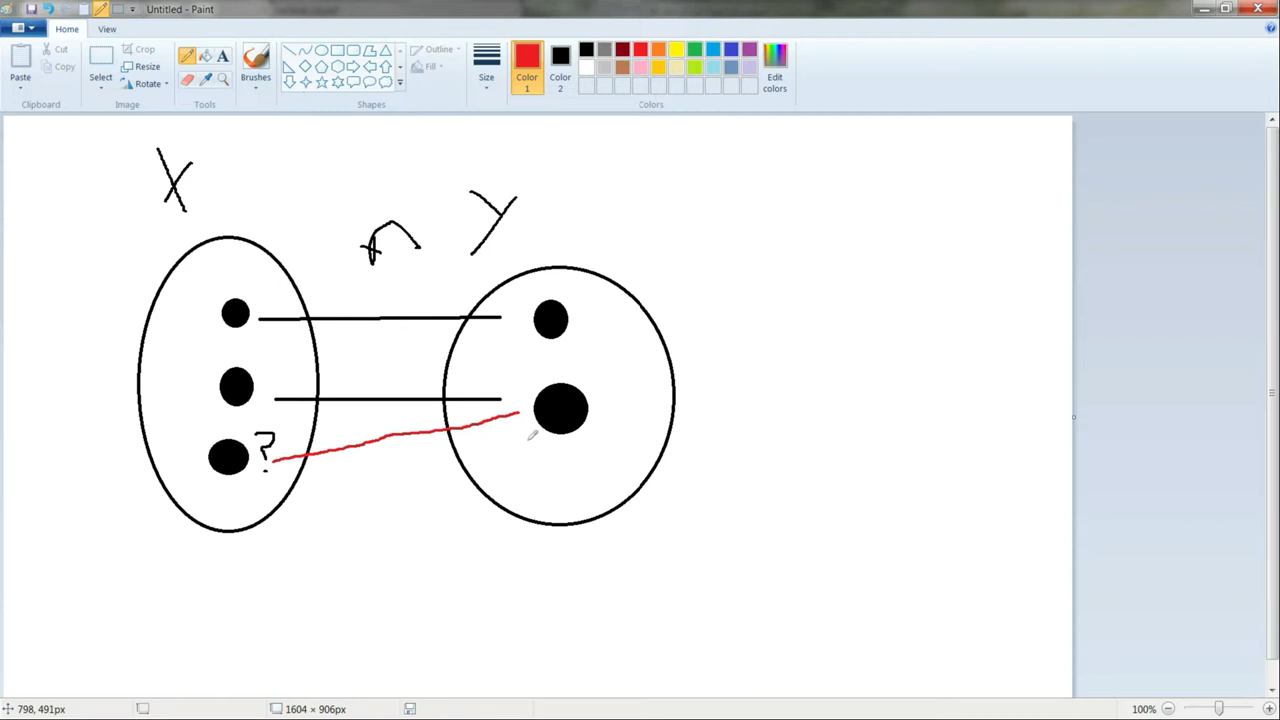 Untitled - Paint
Home View
Paste
Cut
Copy
Clipboard
Select
Crop
Resize
Rotate
Image
A
Tools
Brushes
Outline
Fill
Shapes
Size
Color 1
Color 2
Edit colors
Colors
X
Y
?
798, 491px
1604 × 906px
100%